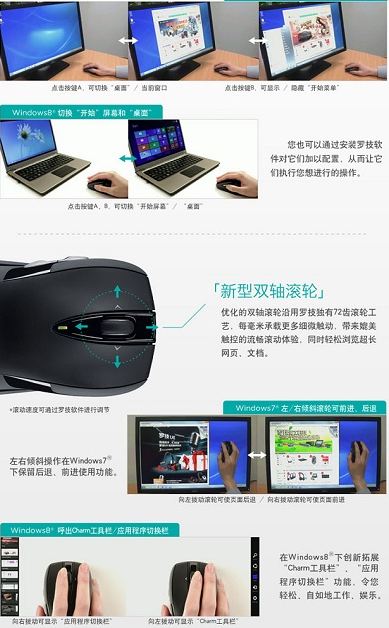 点击按键A、可切换“桌面” / 当前窗口
点击按键B、可显示 / 隐藏“开始菜单”
Windows8® 切换“开始”屏幕和“桌面”
您也可以通过安装罗技软
件对它们加以配置、从而让它
们执行您想进行的操作。
点击按键A、B、可切换“开始屏幕” / “桌面”
「新型双轴滚轮」
优化的双轴滚轮沿用罗技独有72齿滚轮工
艺，每毫米承载更多细微触动，带来媲美
触控的流畅滚动体验，同时轻松浏览超长
网页、文档。
*滚动速度可通过罗技软件进行调节
Windows7® 左/右倾斜滚轮可前进、后退
左右倾斜操作在Windows7®
下保留后退、前进使用功能。
向左拨动滚轮可使页面后退 / 向右拨动滚轮可使页面前进
Windows8® 呼出Charm工具栏/应用程序切换栏
在Windows8®下创新拓展
“Charm工具栏”、“应用
程序切换栏”功能，令您
轻松、自如地工作、娱乐。
向右拨动可显示“应用程序切换栏”
向左拨动可显示“Charm工具栏”